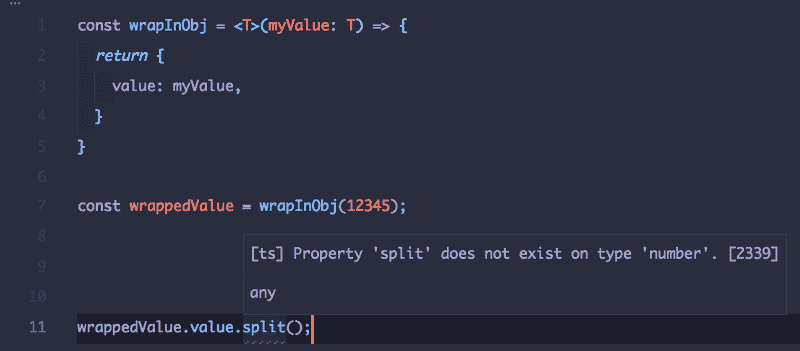 ...
1 const wrapInObj = <T>(myValue: T) => {
2 return {
3 value: myValue,
4 }
5 }
6
7 const wrappedValue = wrapInObj(12345);
8
[ts] Property 'split' does not exist on type 'number'. [2339]
9
any
10
11 wrappedValue.value.split();